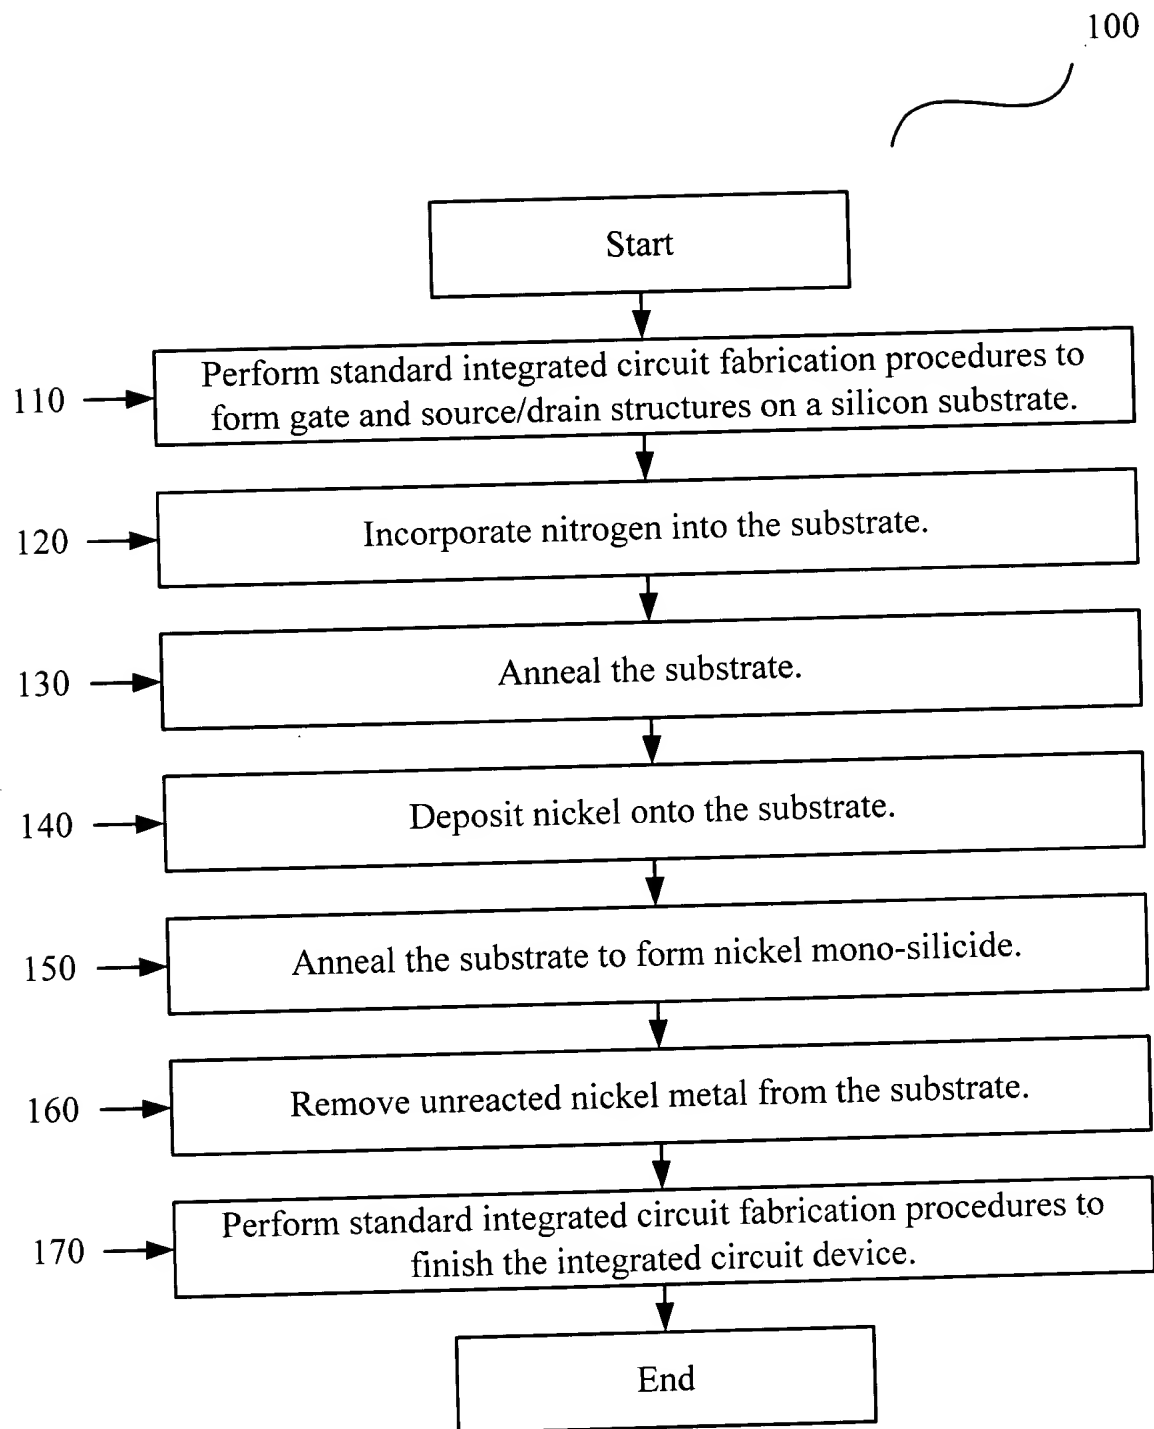 100
Start
110
Perform standard integrated circuit fabrication procedures to
form gate and source/drain structures on a silicon substrate.
120
Incorporate nitrogen into the substrate.
130
Anneal the substrate.
140
Deposit nickel onto the substrate.
150
Anneal the substrate to form nickel mono-silicide.
160
Remove unreacted nickel metal from the substrate.
170
Perform standard integrated circuit fabrication procedures to
finish the integrated circuit device.
End